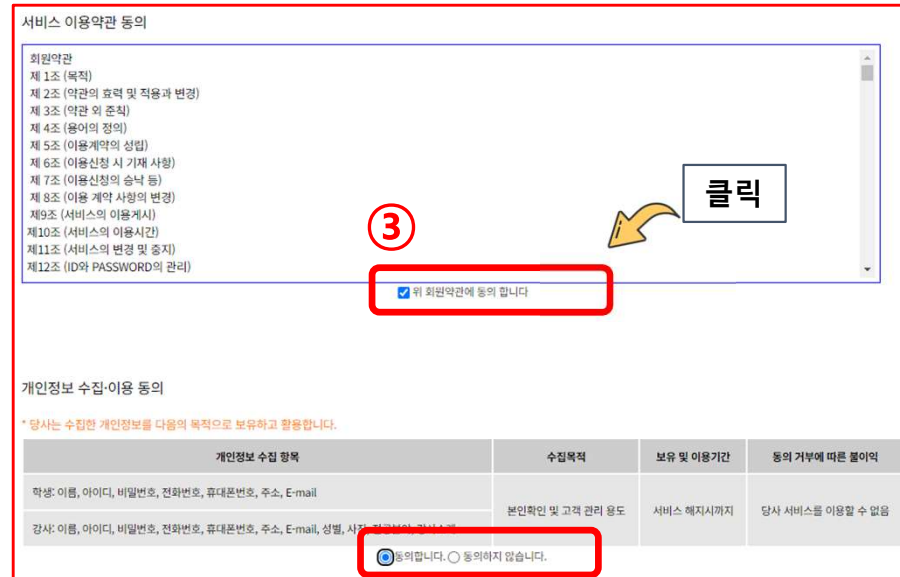 서비스 이용약관 동의
회원약관
제 1조 (목적)
제 2조 (약관의 효력 및 적용과 변경)
제 3조 (약관 외 준칙)
제 4조 (용어의 정의)
제 5조 (이용계약의 성립)
제 6조 (이용신청 시 기재 사항)
제 7조 (이용신청의 승낙 등)
제 8조 (이용 계약 사항의 변경)
제9조 (서비스의 이용게시)
제10조 (서비스의 이용시간)
제11조 (서비스의 변경 및 중지)
제12조 (ID와 PASSWORD의 관리)
클릭
③
위 회원약관에 동의 합니다
개인정보 수집·이용 동의
* 당사는 수집한 개인정보를 다음의 목적으로 보유하고 활용합니다.
개인정보 수집 항목 수집목적 보유 및 이용기간 동의 거부에 따른 불이익
학생: 이름, 아이디, 비밀번호, 전화번호, 휴대폰번호, 주소, E-mail
본인확인 및 고객 관리 용도 서비스 해지시까지 당사 서비스를 이용할 수 없음
강사: 이름, 아이디, 비밀번호, 전화번호, 휴대폰번호, 주소, E-mail, 성별,
동의합니다. 동의하지 않습니다.